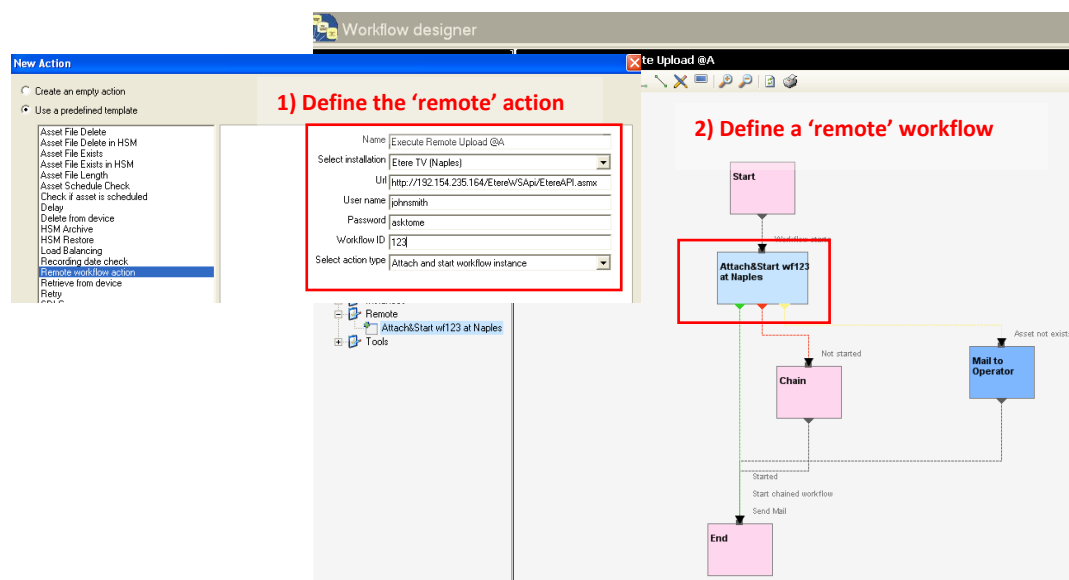 Workflow designer
New Action
te Upload @A
Create an empty action
Use a predefined template
1) Define the ‘remote’ action
2) Define a ‘remote’ workflow
Asset File Delete
Asset File Delete in HSM
Asset File Exists
Asset File Exists in HSM
Asset File Length
Asset Schedule Check
Check if asset is scheduled
Delay
Delete from device
HSM Archive
HSM Restore
Load Balancing
Recording date check
Remote workflow action
Retrieve from device
Retry
Name Execute Remote Upload @A
Select installation Etere TV (Naples)
Url http://192.154.235.164/EtereWSApi/EtereAPI.asmx
User name johnsmith
Password asktome
Workflow ID 123
Select action type Attach and start workflow instance
Remote
Attach&Start wf123 at Naples
Tools
Start
Workflow starts
Attach&Start wf123
at Naples
Asset not exist
Not started
Chain
Mail to
Operator
Started
Start chained workflow
Send Mail
End